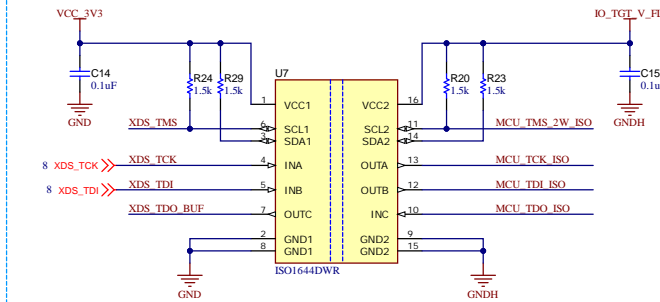 VCC_3V3
IO_TGT_V_FI
C14
0.1uF
GND
R24
1.5k
R29
1.5k
U7
R20
1.5k
R23
1.5k
C15
0.1u
GNDH
1
VCC1
VCC2
16
XDS_TMS
6
SCL1
SCL2
11
MCU_TMS_2W_ISO
3
SDA1
SDA2
14
8
XDS_TCK
XDS_TCK
4
INA
OUTA
13
MCU_TCK_ISO
8
XDS_TDI
XDS_TDI
5
INB
OUTB
12
MCU_TDI_ISO
XDS_TDO_BUF
7
OUTC
INC
10
MCU_TDO_ISO
2
GND1
GND2
9
8
GND1
GND2
15
ISO1644DWR
GND
GNDH